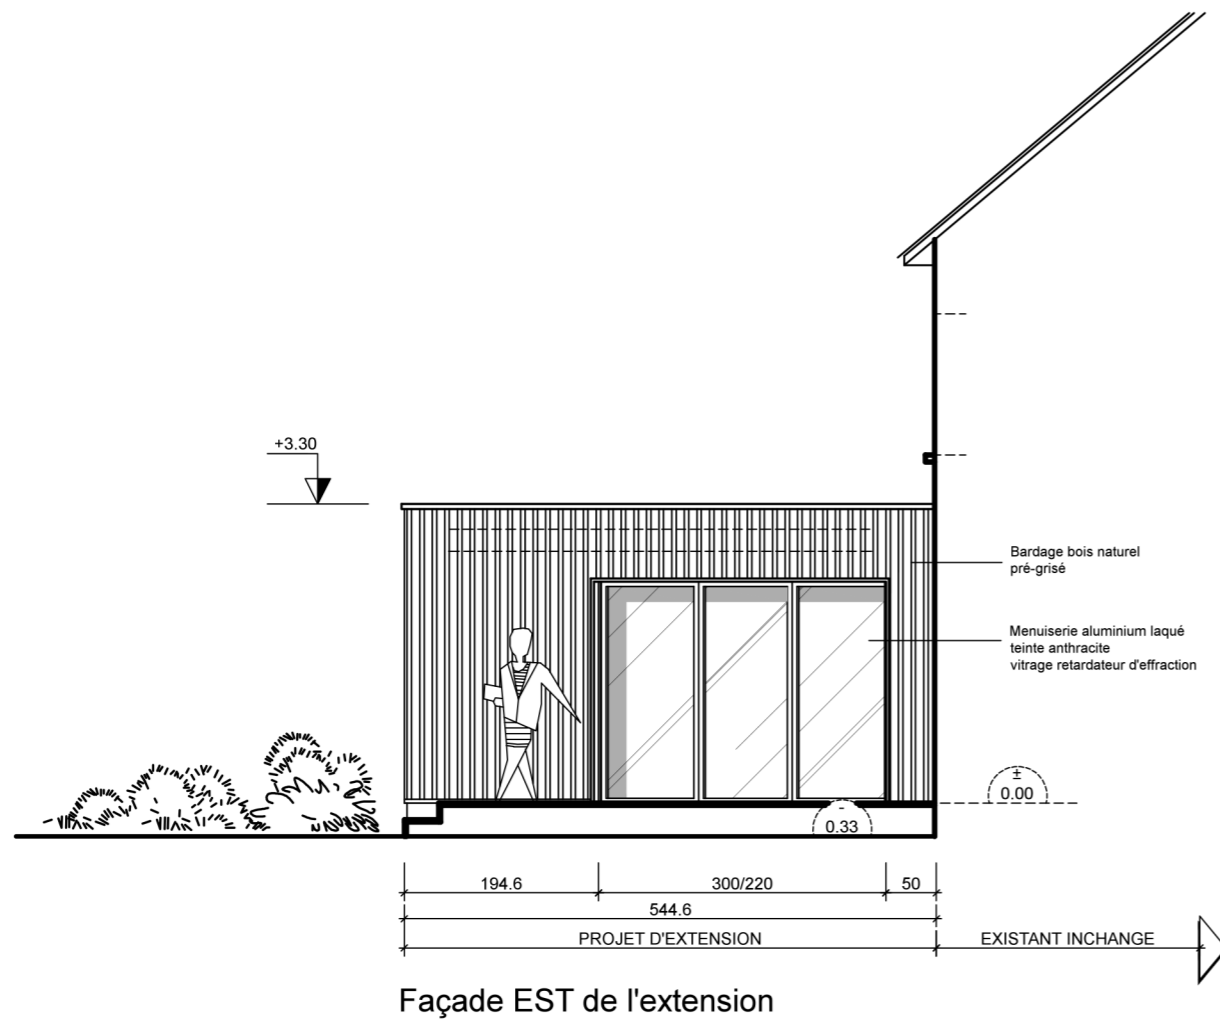 +3.30
Bardage bois naturel
pré-grisé
Menuiserie aluminium laqué
teinte anthracite
vitrage retardateur d'effraction
±
0.00
-
0.33
194.6 300/220 50
544.6
PROJET D'EXTENSION EXISTANT INCHANGE
Façade EST de l'extension